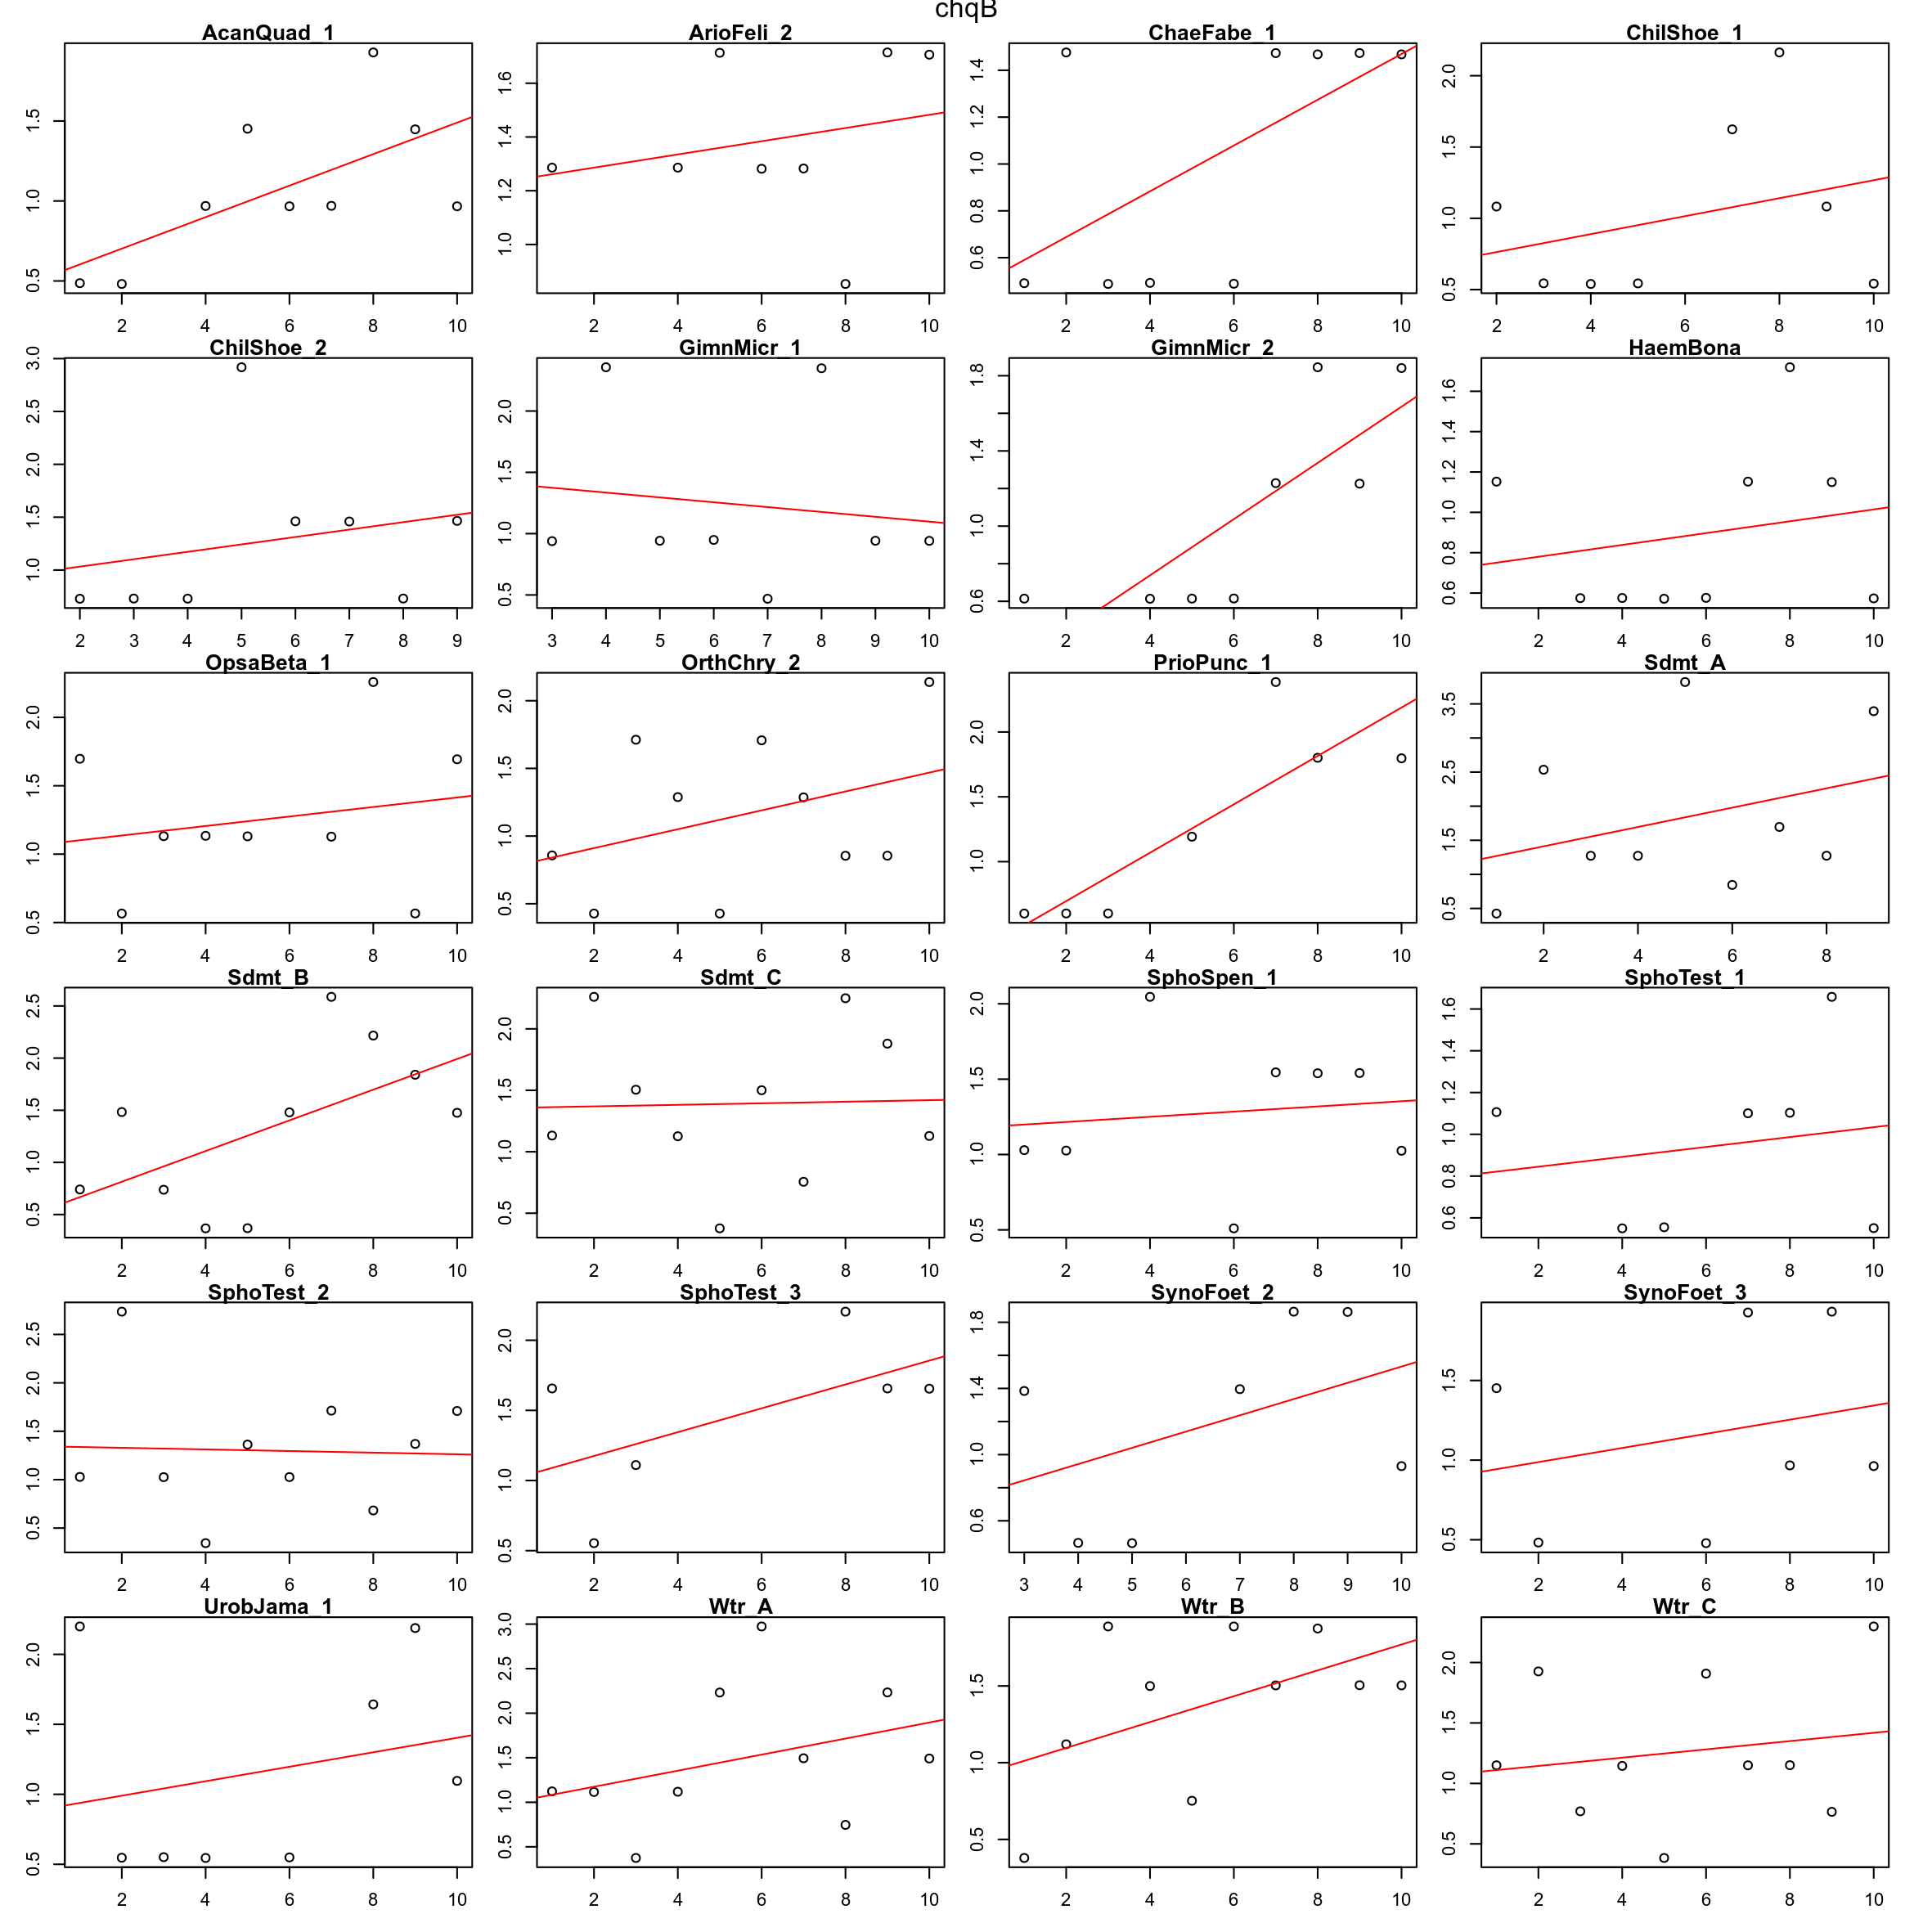 chqB
AcanQuad_1 ArioFeli_2 ChaeFabe_1 ChilShoe_1
0.5 1.0 1.5
2 4 6 8 10
1.0 1.2 1.4 1.6
2 4 6 8 10
0.6 0.8 1.0 1.2 1.4
2 4 6 8 10
0.5 1.0 1.5 2.0
2 4 6 8 10
ChilShoe_2 GimnMicr_1 GimnMicr_2 HaemBona
1.0 1.5 2.0 2.5 3.0
2 3 4 5 6 7 8 9
0.5 1.0 1.5 2.0
3 4 5 6 7 8 9 10
0.6 1.0 1.4 1.8
2 4 6 8 10
0.6 0.8 1.0 1.2 1.4 1.6
2 4 6 8 10
OpsaBeta_1 OrthChry_2 PrioPunc_1 Sdmt_A
0.5 1.0 1.5 2.0
2 4 6 8 10
0.5 1.0 1.5 2.0
2 4 6 8 10
1.0 1.5 2.0
2 4 6 8 10
0.5 1.5 2.5 3.5
2 4 6 8
Sdmt_B Sdmt_C SphoSpen_1 SphoTest_1
0.5 1.0 1.5 2.0 2.5
2 4 6 8 10
0.5 1.0 1.5 2.0
2 4 6 8 10
0.5 1.0 1.5 2.0
2 4 6 8 10
0.6 0.8 1.0 1.2 1.4 1.6
2 4 6 8 10
SphoTest_2 SphoTest_3 SynoFoet_2 SynoFoet_3
0.5 1.0 1.5 2.0 2.5
2 4 6 8 10
0.5 1.0 1.5 2.0
2 4 6 8 10
0.6 1.0 1.4 1.8
3 4 5 6 7 8 9 10
0.5 1.0 1.5
2 4 6 8 10
UrobJama_1 Wtr_A Wtr_B Wtr_C
0.5 1.0 1.5 2.0
2 4 6 8 10
0.5 1.0 1.5 2.0 2.5 3.0
2 4 6 8 10
0.5 1.0 1.5
2 4 6 8 10
0.5 1.0 1.5 2.0
2 4 6 8 10